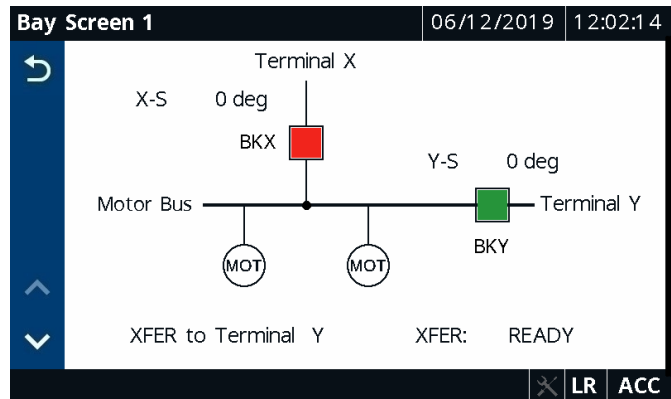 Bay Screen 1 06/12/2019 12:02:14
Terminal X
X-S 0 deg
BKX
Y-S 0 deg
Motor Bus Terminal Y
BKY
MOT MOT
XFER to Terminal Y XFER: READY
LR ACC